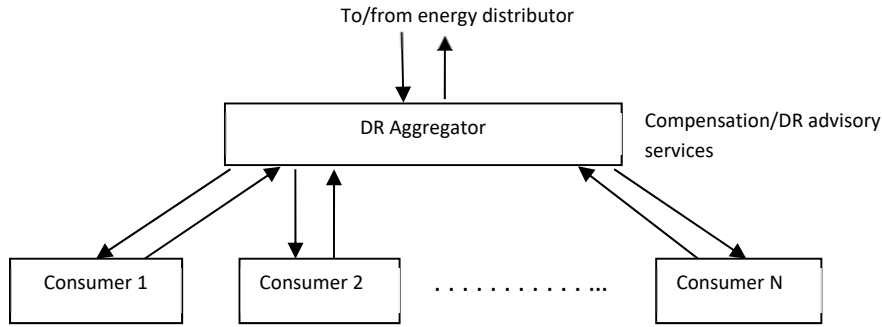 To/from energy distributor
DR Aggregator
Compensation/DR advisory
services
Consumer 1
Consumer 2
. . . . . . . . . . . ...
Consumer N